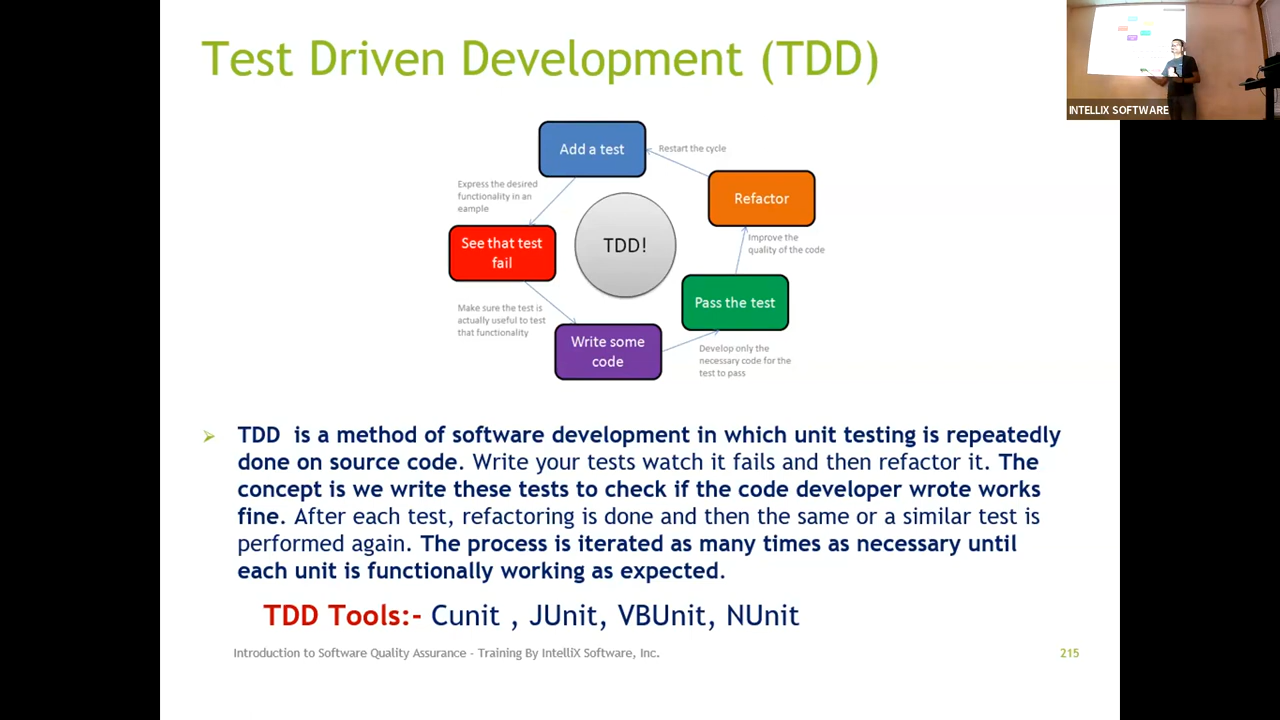 Test Driven Development (TDD)
INTELLIX SOFTWARE
Add a test
Restart the cycle
Refactor
Express the desired
functionality in an
eample
See that test
fail
TDD!
Improve the
quality of the code
Pass the test
Make sure the test is
actually useful to test
that functionality
Write some
code
Develop only the
necessary code for the
test to pass
TDD is a method of software development in which unit testing is repeatedly
done on source code. Write your tests watch it fails and then refactor it. The
concept is we write these tests to check if the code developer wrote works
fine. After each test, refactoring is done and then the same or a similar test is
performed again. The process is iterated as many times as necessary until
each unit is functionally working as expected.
TDD Tools:- Cunit , JUnit, VBUnit, NUnit
Introduction to Software Quality Assurance - Training By IntelliX Software, Inc.
215